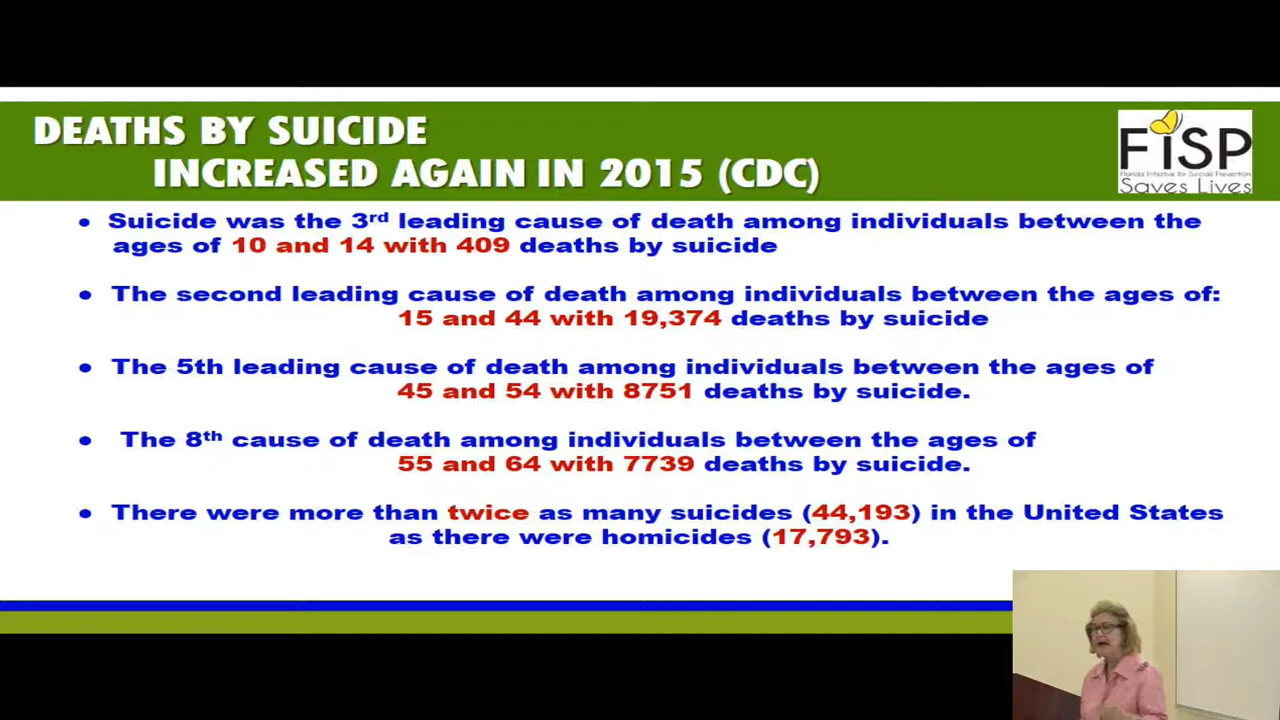 DEATHS BY SUICIDE
INCREASED AGAIN IN 2015 (CDC)
FiSP
Florida Initiative for Suicide Prevention
Saves Lives
• Suicide was the 3rd leading cause of death among individuals between the
ages of 10 and 14 with 409 deaths by suicide
• The second leading cause of death among individuals between the ages of:
15 and 44 with 19,374 deaths by suicide
• The 5th leading cause of death among individuals between the ages of
45 and 54 with 8751 deaths by suicide.
• The 8th cause of death among individuals between the ages of
55 and 64 with 7739 deaths by suicide.
• There were more than twice as many suicides (44,193) in the United States
as there were homicides (17,793).